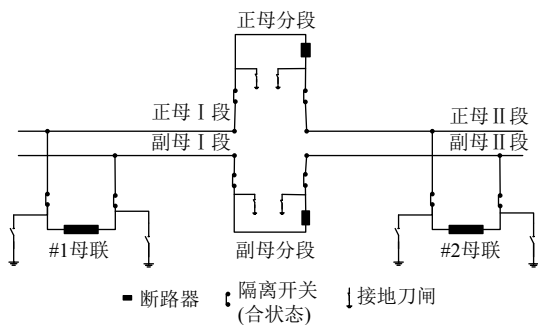 正母分段
正母Ⅰ段
正母Ⅱ段
副母Ⅰ段
副母Ⅱ段
#1母联
副母分段
#2母联
断路器
隔离开关
(合状态)
接地刀闸